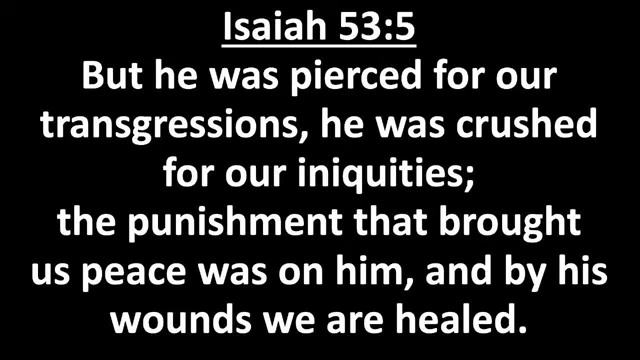 Isaiah 53:5
But he was pierced for our
transgressions, he was crushed
for our iniquities;
the punishment that brought
us peace was on him, and by his
wounds we are healed.